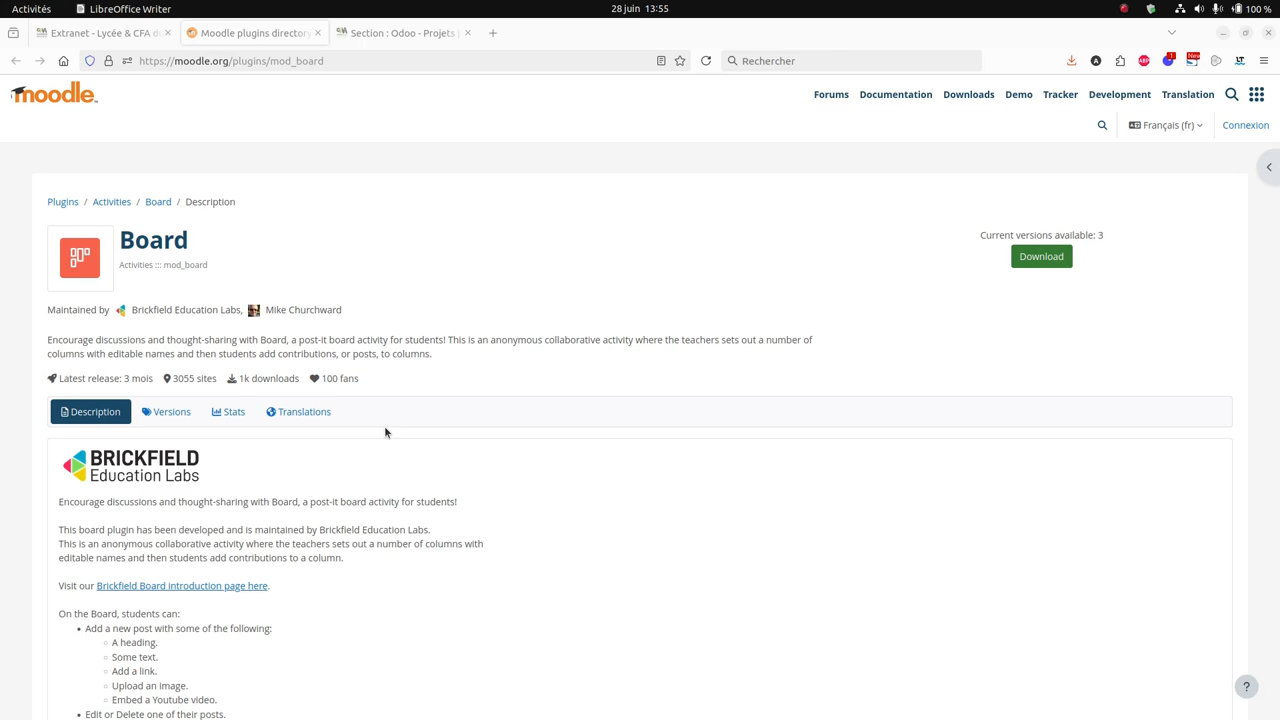 Activités
LibreOffice Writer
28 juin 13:55
100 %
Extranet - Lycée & CFA d
Moodle plugins directory
Section : Odoo - Projets
https://moodle.org/plugins/mod_board
Rechercher
ABP
1
New
LT
moodle
Forums
Documentation
Downloads
Demo
Tracker
Development
Translation
Français (fr)
Connexion
Plugins / Activities / Board / Description
Board
Activities ::: mod_board
Current versions available: 3
Download
Maintained by Brickfield Education Labs, Mike Churchward
Encourage discussions and thought-sharing with Board, a post-it board activity for students! This is an anonymous collaborative activity where the teachers sets out a number of
columns with editable names and then students add contributions, or posts, to columns.
Latest release: 3 mois 3055 sites 1k downloads 100 fans
Description
Versions
Stats
Translations
BRICKFIELD
Education Labs
Encourage discussions and thought-sharing with Board, a post-it board activity for students!
This board plugin has been developed and is maintained by Brickfield Education Labs.
This is an anonymous collaborative activity where the teachers sets out a number of columns with
editable names and then students add contributions to a column.
Visit our Brickfield Board introduction page here.
On the Board, students can:
• Add a new post with some of the following:
○ A heading.
○ Some text.
○ Add a link.
○ Upload an image.
○ Embed a Youtube video.
• Edit or Delete one of their posts.
?